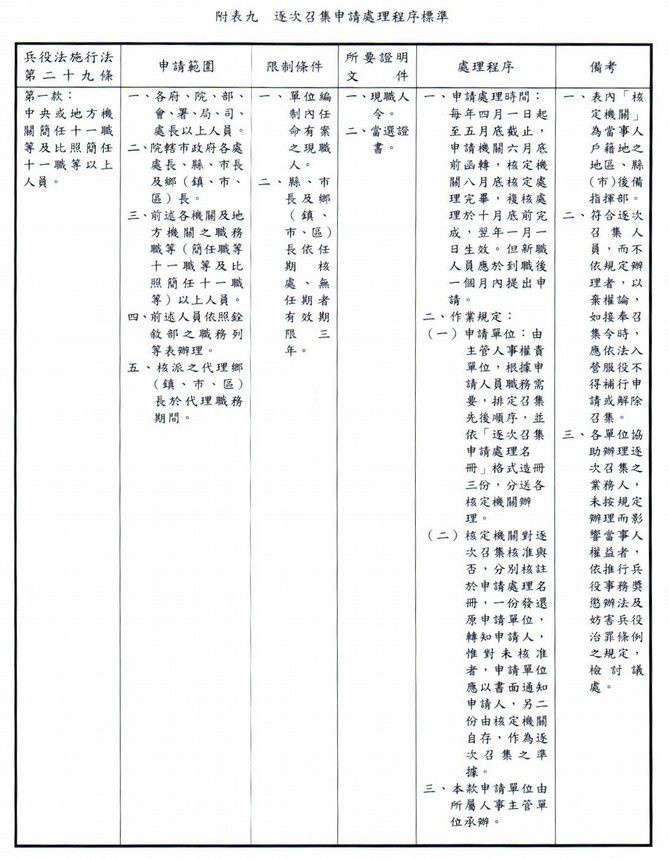 附表九　逐次召集申請處理程序標準
兵役法施行法
第二十九條
申請範圍
限制條件
所要證明
文件
處理程序
備考
第一款：
中央或地方機
關簡任十一職
等及比照簡任
十一職等以上
人員。
一、各府、院、部、
會、署、局、司、
處長以上人員。
二、院轄市政府各處
處長、縣、市長
及鄉（鎮、市、
區）長。
三、前述各機關及地
方機關之職務
職等（簡任職等
十一職等及比
照簡任十一職
等）以上人員。
四、前述人員依照銓
敘部之職務列
等表辦理。
五、核派之代理鄉
（鎮、市、區）
長於代理職務
期間。
一、單位編
制內任
命有案
之現職
人。
二、縣、市
長及鄉
（鎮、
市、區）
長依任
期核
處、無
任期者
有效期
限三
年。
一、現職人
令。
二、當選證
書。
一、申請處理時間：
每年四月一日起
至五月底截止，
申請機關六月底
前函轉，核定機
關八月底核定處
理完畢，複核處
理於十月底前完
成，翌年一月一
日生效。但新職
人員應於到職後
一個月內提出申
請。
二、作業規定：
（一）申請單位：由
主管人事權責
單位，根據申
請人員職務需
要，排定召集
先後順序，並
依「逐次召集
申請處理名
冊」格式造冊
三份，分送各
核定機關辦
理。
（二）核定機關對逐
次召集核准與
否，分別核註
於申請處理名
冊，一份發還
原申請單位，
轉知申請人，
惟對未核准
者，申請單位
應以書面通知
申請人，另二
份由核定機關
自存，作為逐
次召集之準
據。
三、本款申請單位由
所屬人事主管單
位承辦。
一、表內「核
定機關」
為當事人
戶籍地之
地區、縣
（市）後備
指揮部。
二、符合逐次
召集人
員，而不
依規定辦
理者，以
棄權論，
如接奉召
集令時，
應依法入
營服役不
得補行申
請或解除
召集。
三、各單位協
助辦理逐
次召集之
業務人，
未按規定
辦理而影
響當事人
權益者，
依推行兵
役事務獎
懲辦法及
妨害兵役
治罪條例
之規定，
檢討議
處。